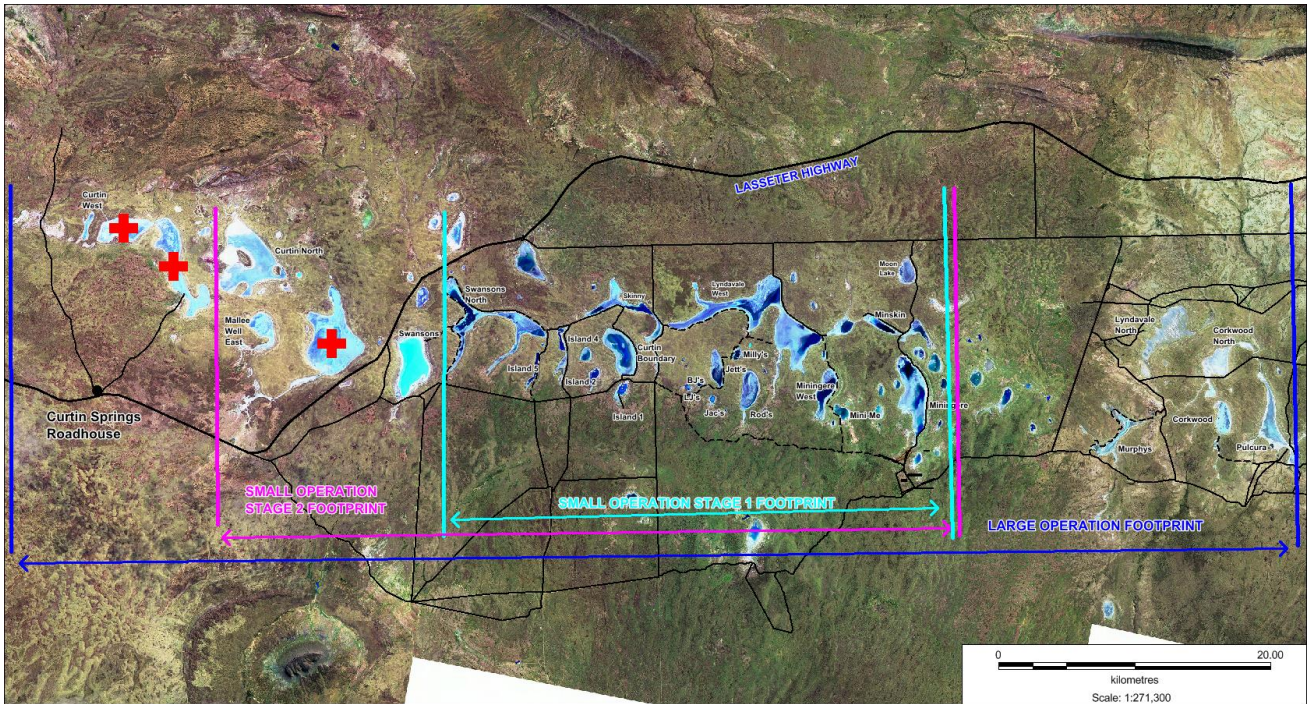 LASSETER HIGHWAY
Curtin
West
Curtin North
Mallee
Well
East
Swansons
Swansons
North
Skinny
Lyndavale
West
Moon
Lake
Minskin
Island 4
Island 5
Island 2
Curtin
Boundary
Island 1
Milly's
Jett's
BJ's
LJ's
Jac's
Rod's
Miningere
West
Mini-Me
Miningere
Lyndavale
North
Corkwood
North
Corkwood
Murphys
Pulcura
Curtin Springs
Roadhouse
SMALL OPERATION
STAGE 2 FOOTPRINT
SMALL OPERATION STAGE 1 FOOTPRINT
LARGE OPERATION FOOTPRINT
0
20.00
kilometres
Scale: 1:271,300